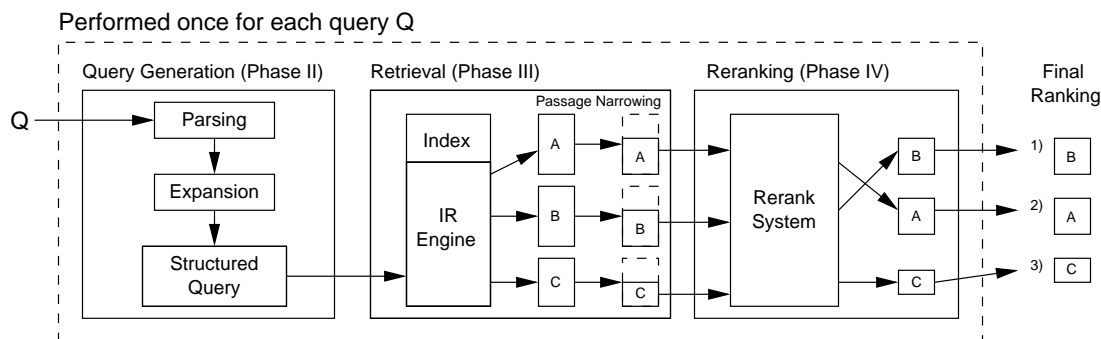 Performed once for each query Q
Query Generation (Phase II)
Retrieval (Phase III)
Reranking (Phase IV)
Final
Ranking
Q
Parsing
Expansion
Structured
Query
Passage Narrowing
Index
IR
Engine
A
A
B
B
C
C
Rerank
System
B
A
C
1)
B
2)
A
3)
C